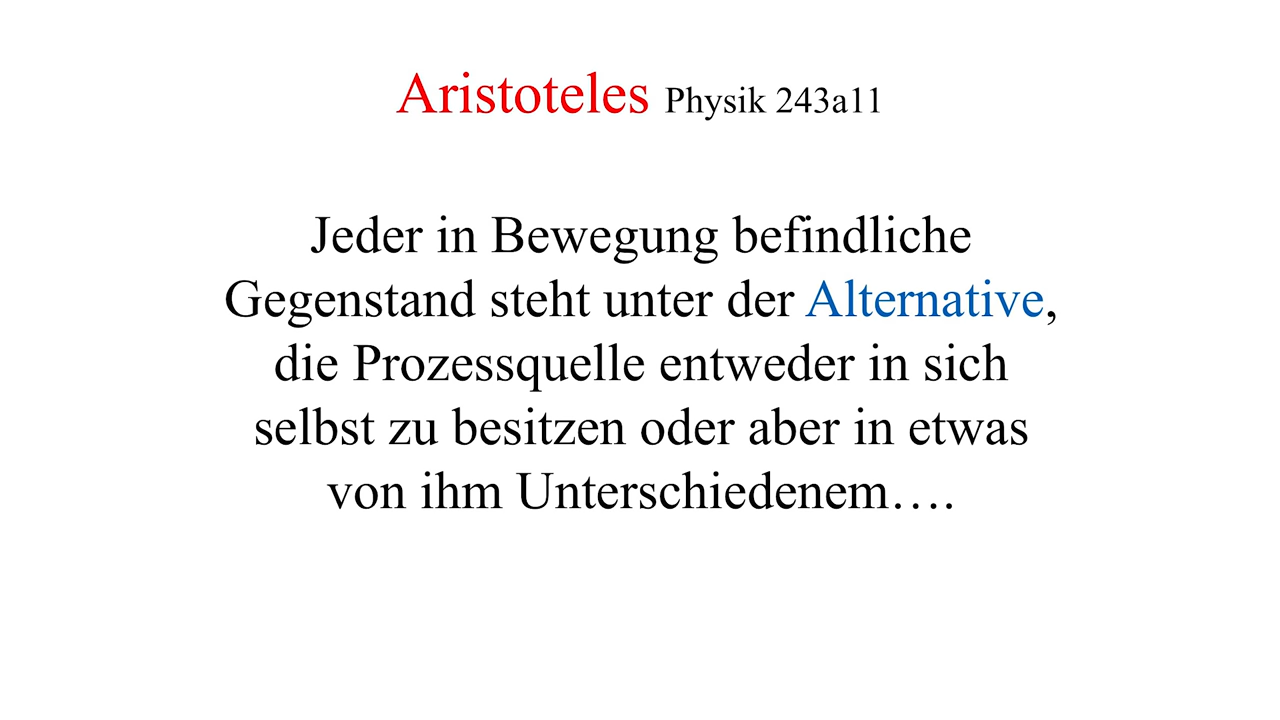 Aristoteles Physik 243a11
Jeder in Bewegung befindliche
Gegenstand steht unter der Alternative,
die Prozessquelle entweder in sich
selbst zu besitzen oder aber in etwas
von ihm Unterschiedenem….